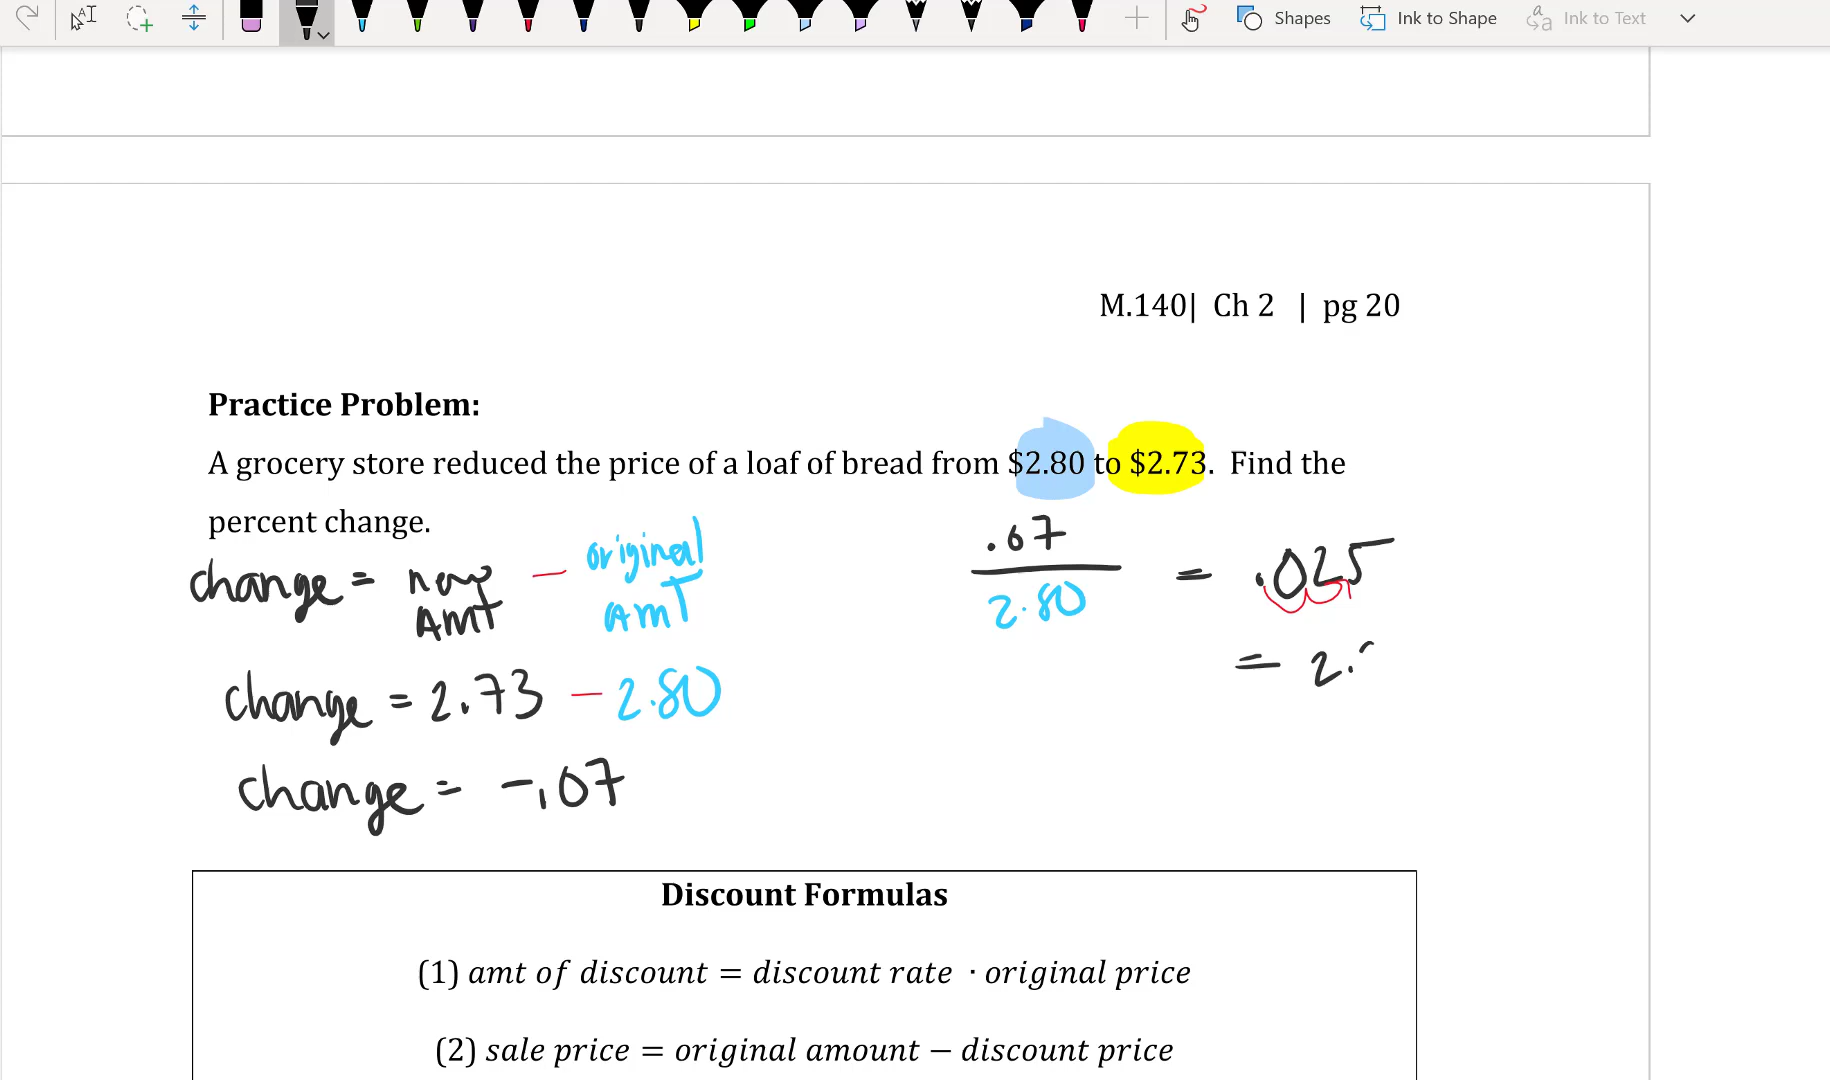 Shapes Ink to Shape Ink to Text
M.140| Ch 2 | pg 20
Practice Problem:
A grocery store reduced the price of a loaf of bread from $2.80 to $2.73. Find the
percent change.
change = new AMT − original AMT
change = 2.73 − 2.80
change = -.07
.07
2.80
= .025
= 2.
Discount Formulas
(1) amt of discount = discount rate · original price
(2) sale price = original amount − discount price